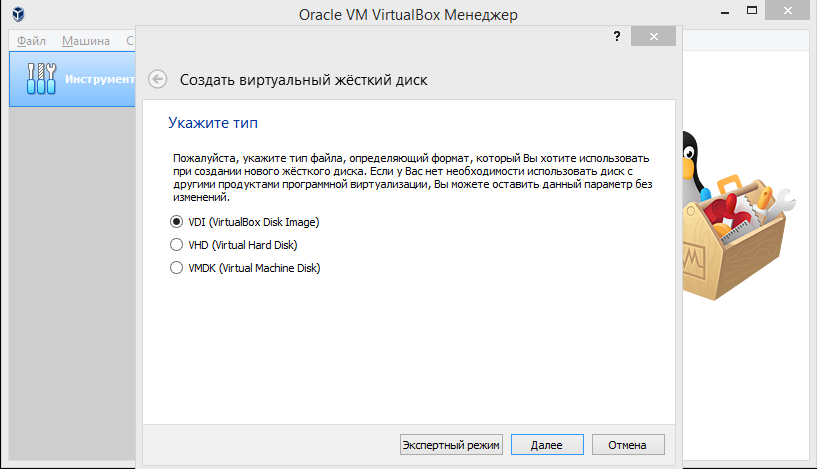 Oracle VM VirtualBox Менеджер
Файл Машина С
?
Инструмент
Создать виртуальный жёсткий диск
Укажите тип
Пожалуйста, укажите тип файла, определяющий формат, который Вы хотите использовать
при создании нового жёсткого диска. Если у Вас нет необходимости использовать диск с
другими продуктами программной виртуализации, Вы можете оставить данный параметр без
изменений.
VDI (VirtualBox Disk Image)
VHD (Virtual Hard Disk)
VMDK (Virtual Machine Disk)
Экспертный режим Далее Отмена